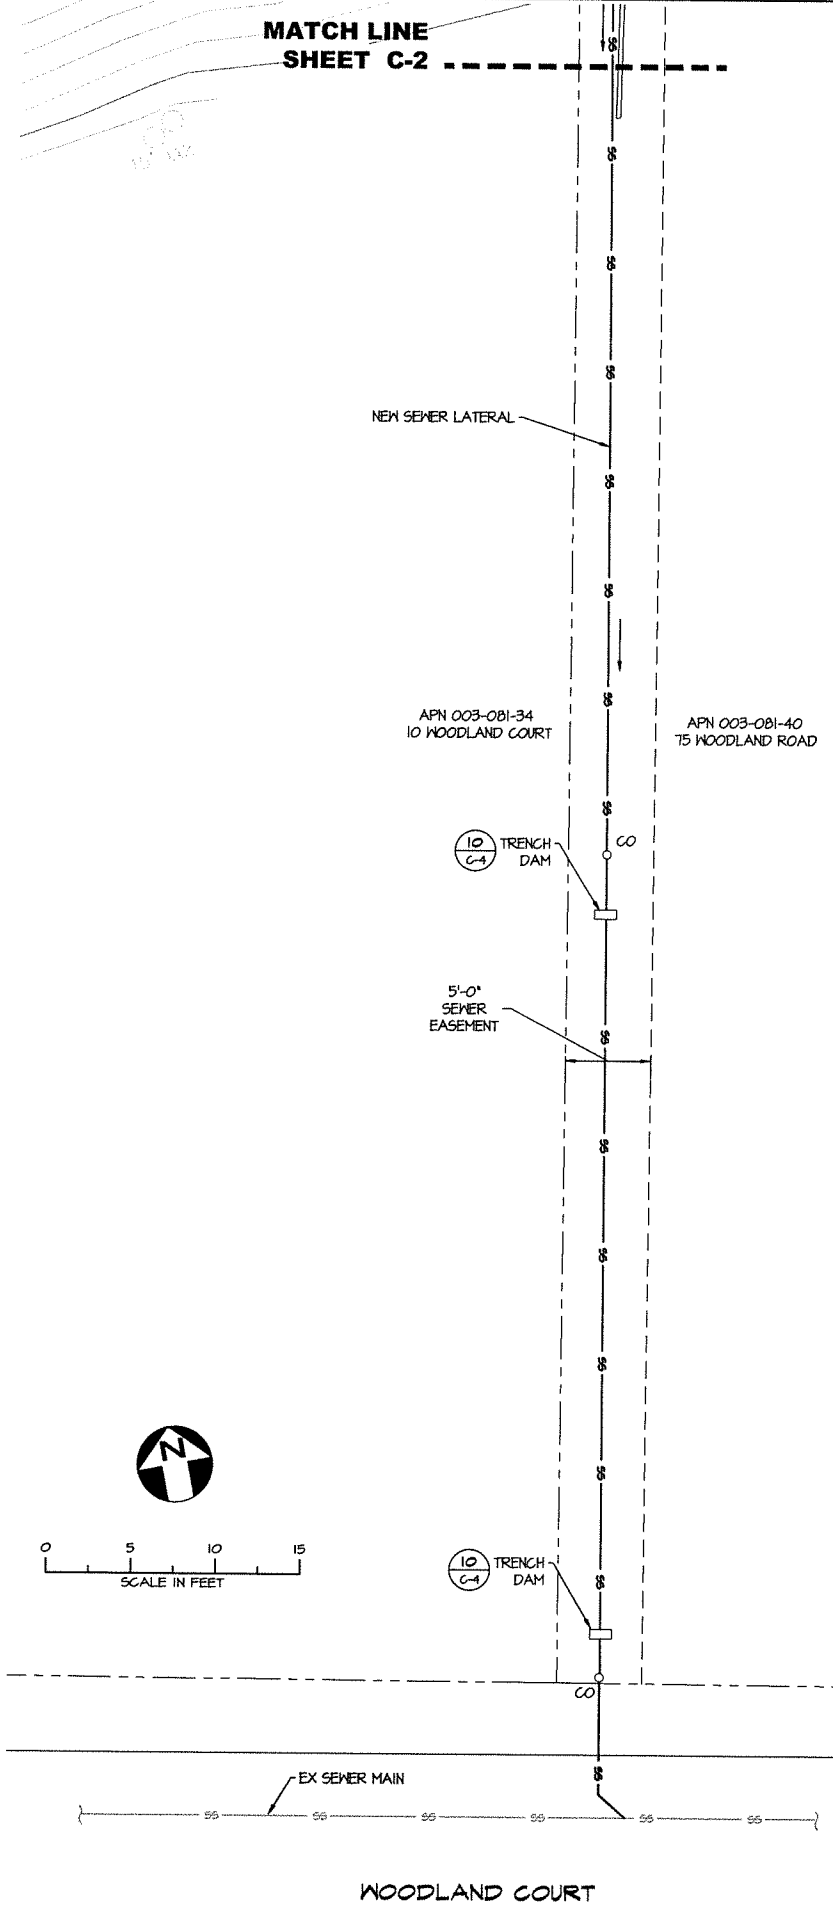 MATCH LINE
SHEET C-2
SS
SS
SS
SS
NEW SEWER LATERAL
SS
SS
SS
APN 003-081-34
10 WOODLAND COURT
APN 003-081-40
75 WOODLAND ROAD
SS
CO
10
C-4
TRENCH
DAM
5'-0"
SEWER
EASEMENT
SS
SS
SS
SS
SS
N
0 5 10 15
SCALE IN FEET
10
C-4
TRENCH
DAM
SS
CO
SS
EX SEWER MAIN
SS SS SS SS SS SS
WOODLAND COURT